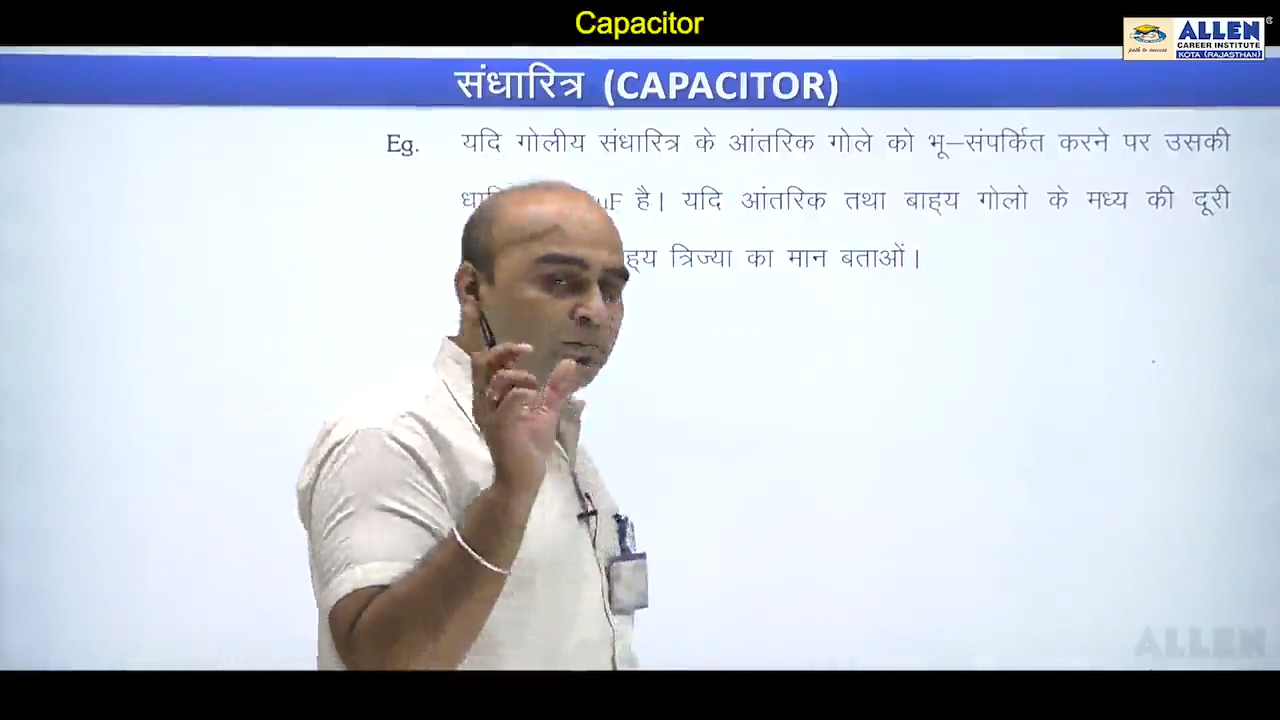 Capacitor
ALLEN
CAREER INSTITUTE
KOTA (RAJASTHAN)
path to success
संधारित्र (CAPACITOR)
Eg. यदि गोलीय संधारित्र के आंतरिक गोले को भू–संपर्कित करने पर उसकी
है। यदि आंतरिक तथा बाह्य गोलो के मध्य की दूरी
त्रिज्या का मान बताओं।
ALLEN